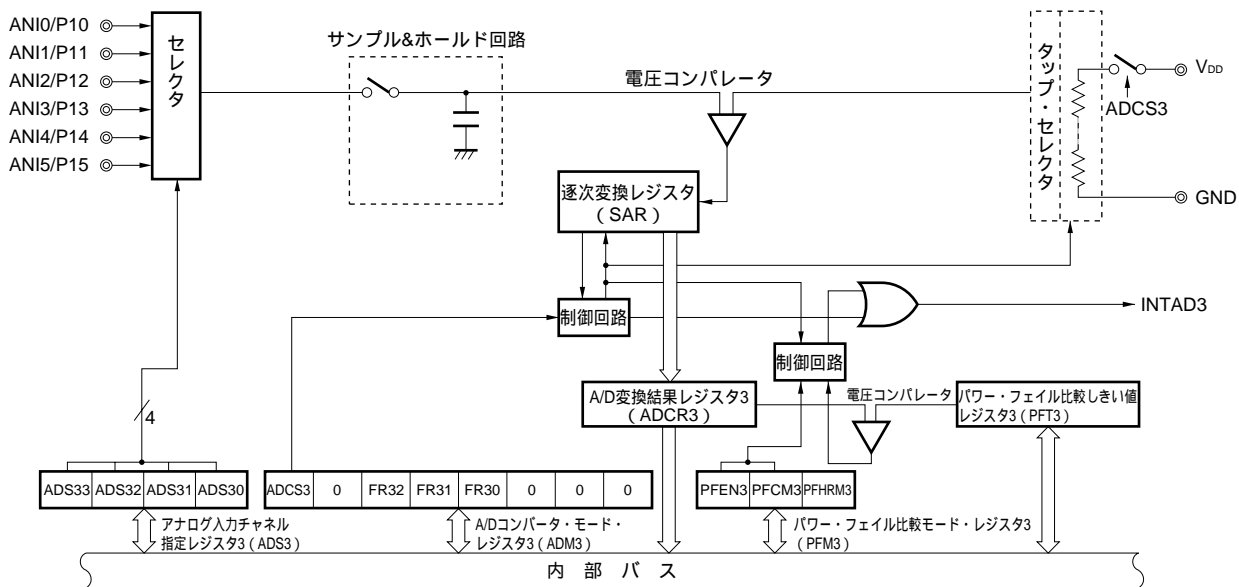 ANI0/P10
ANI1/P11
ANI2/P12
ANI3/P13
ANI4/P14
ANI5/P15
セレクタ
サンプル&ホールド回路
電圧コンパレータ
タップ・セレクタ
VDD
ADCS3
GND
逐次変換レジスタ
(SAR)
制御回路
INTAD3
制御回路
A/D変換結果レジスタ3
(ADCR3)
電圧コンパレータ
パワー・フェイル比較しきい値
レジスタ3(PFT3)
4
ADS33 ADS32 ADS31 ADS30
ADCS3 0 FR32 FR31 FR30 0 0 0
PFEN3 PFCM3 PFHRM3
アナログ入力チャネル
指定レジスタ3(ADS3)
A/Dコンバータ・モード・
レジスタ3(ADM3)
パワー・フェイル比較モード・レジスタ3
(PFM3)
内部バス